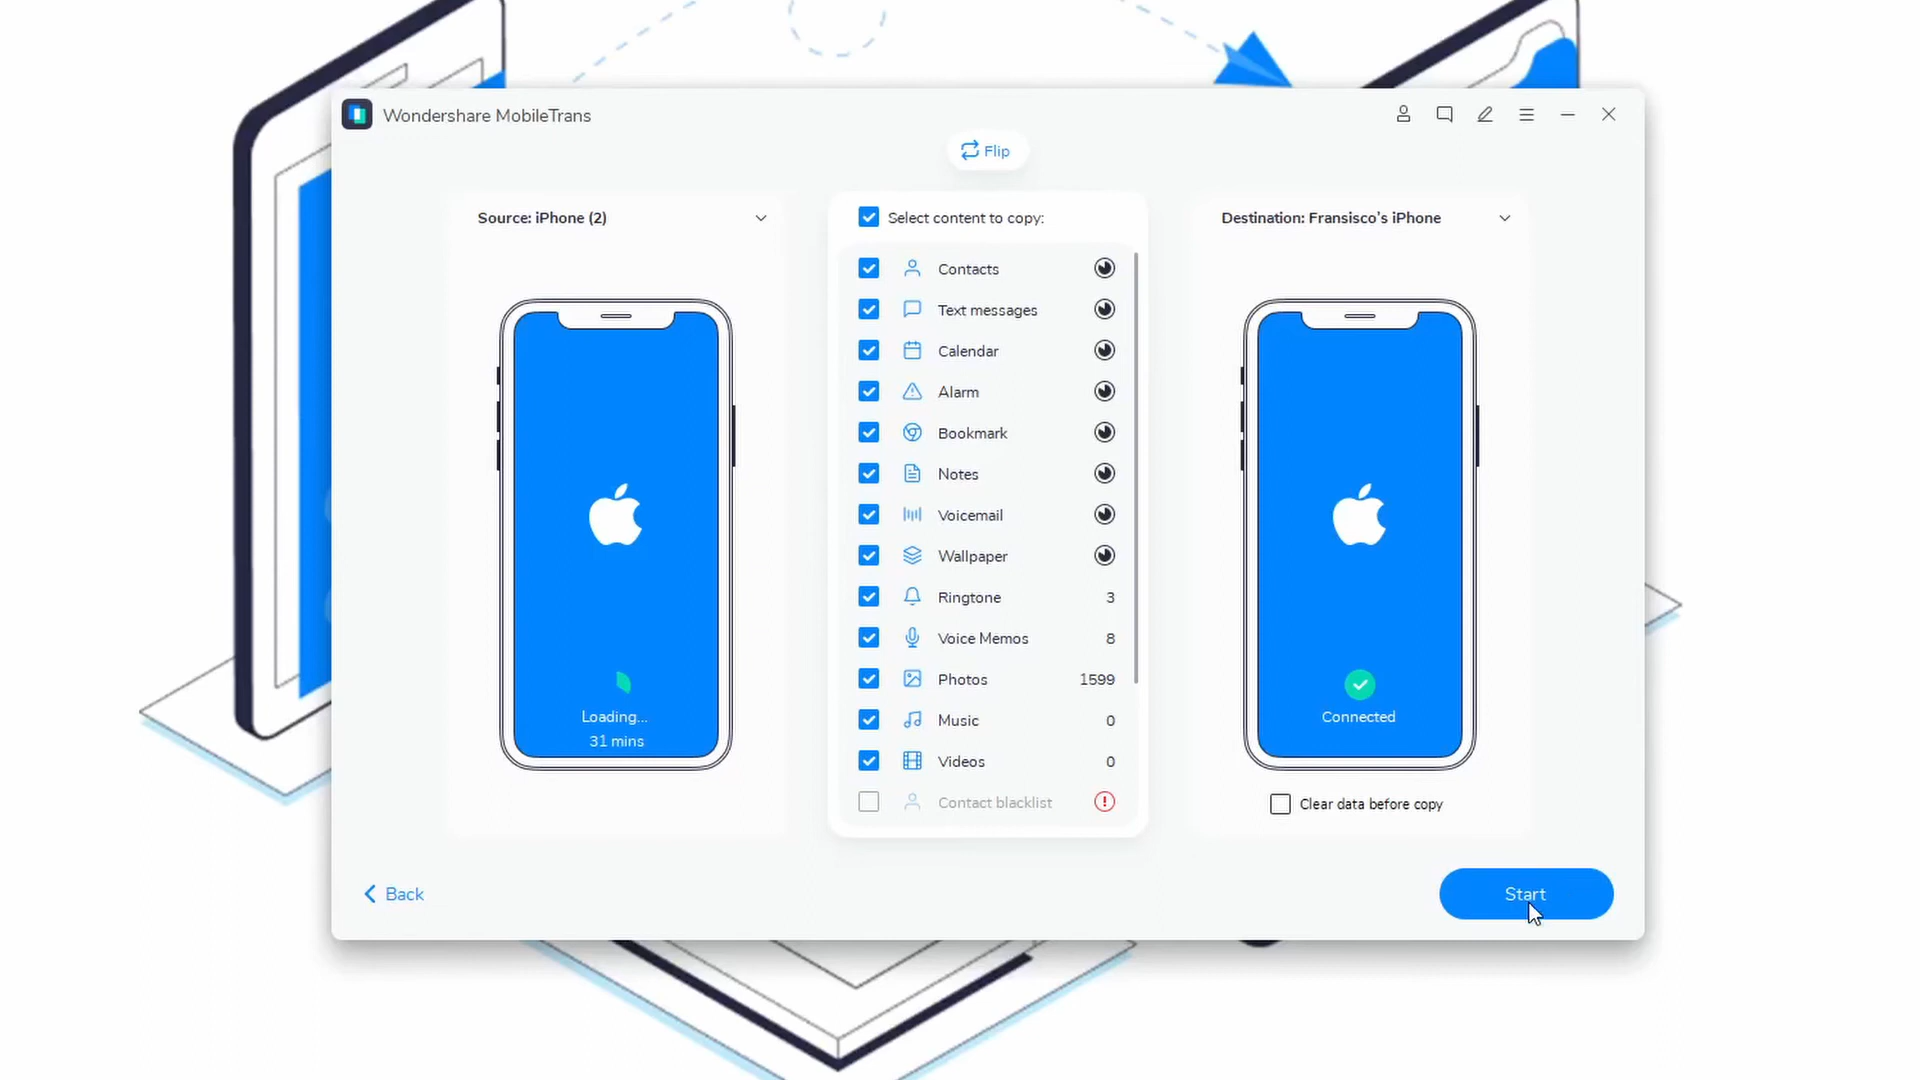 Wondershare MobileTrans
Flip
Source: iPhone (2)
Loading...
31 mins
Select content to copy:
Contacts
Text messages
Calendar
Alarm
Bookmark
Notes
Voicemail
Wallpaper
Ringtone 3
Voice Memos 8
Photos 1599
Music 0
Videos 0
Contact blacklist
Destination: Fransisco's iPhone
Connected
Clear data before copy
Back
Start